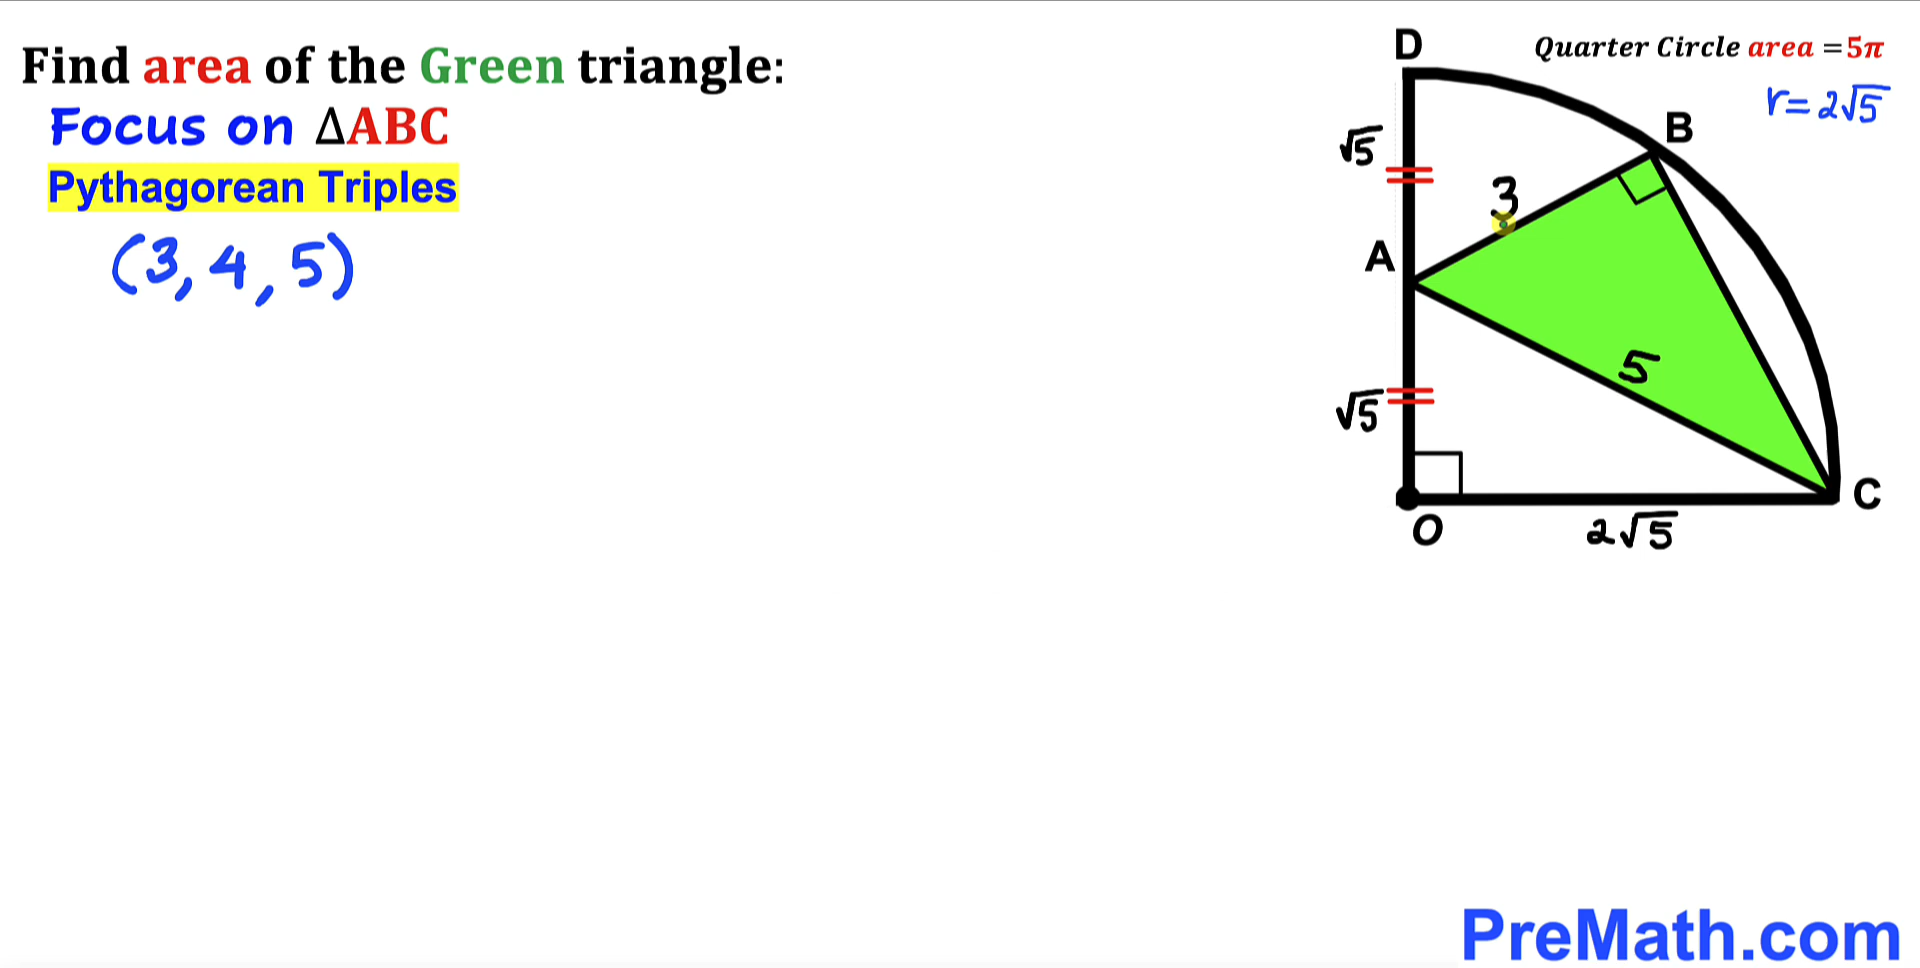 Find area of the Green triangle:
Focus on ΔABC
Pythagorean Triples
(3, 4, 5)
D
Quarter Circle area = 5π
r = 2√5
B
√5
3
A
5
√5
C
O
2√5
PreMath.com